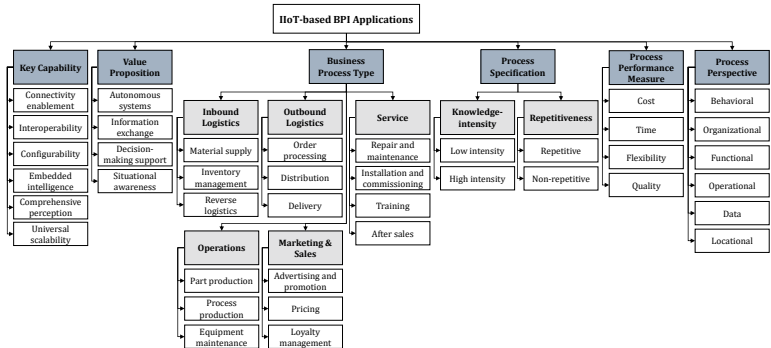 IIoT-based BPI Applications
Key Capability
Connectivity
enablement
Interoperability
Configurability
Embedded
intelligence
Comprehensive
perception
Universal
scalability
Value
Proposition
Autonomous
systems
Information
exchange
Decision-
making support
Situational
awareness
Business
Process Type
Inbound
Logistics
Material supply
Inventory
management
Reverse
logistics
Outbound
Logistics
Order
processing
Distribution
Delivery
Service
Repair and
maintenance
Installation and
commissioning
Training
After sales
Operations
Part production
Process
production
Equipment
maintenance
Marketing &
Sales
Advertising and
promotion
Pricing
Loyalty
management
Process
Specification
Knowledge-
intensity
Low intensity
High intensity
Repetitiveness
Repetitive
Non-repetitive
Process
Performance
Measure
Cost
Time
Flexibility
Quality
Process
Perspective
Behavioral
Organizational
Functional
Operational
Data
Locational